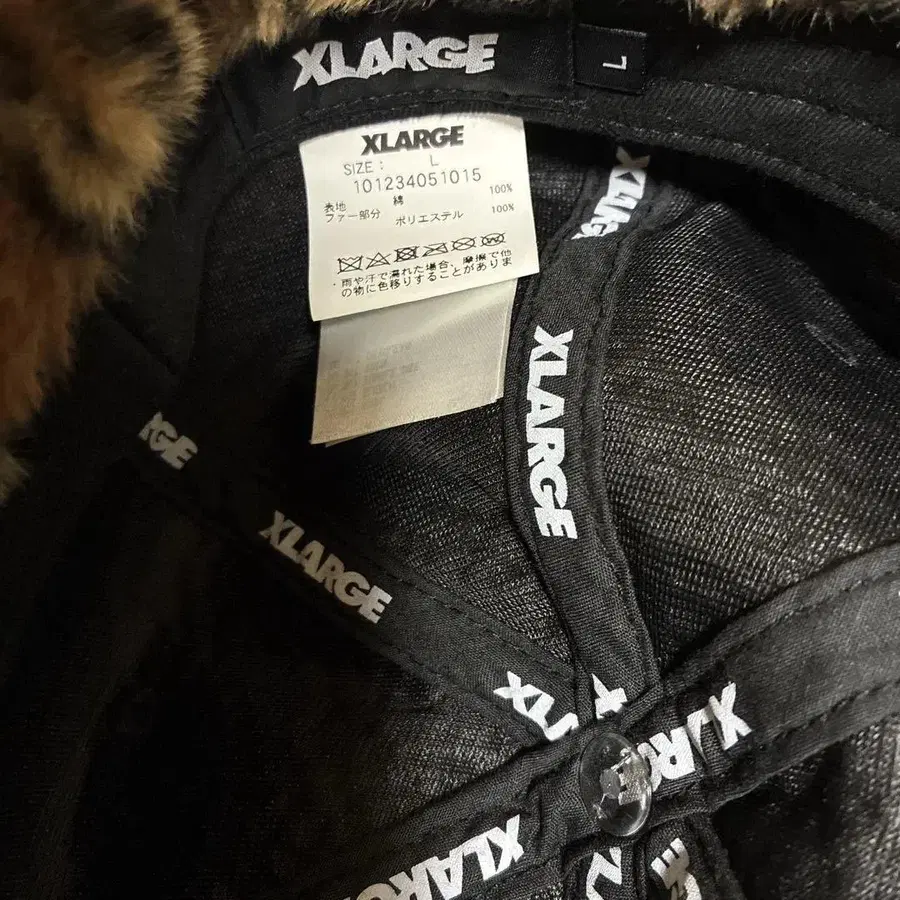 XLARGE
L
XLARGE
SIZE : L
101234051015
表地 綿 100%
ファー部分 ポリエステル 100%
・雨や汗で濡れた場合、摩擦で他
の物に色移りすることがありま
XLARGE
RGE
XLARGE
XLARGE
XLARGE
XLARGE
XLARG